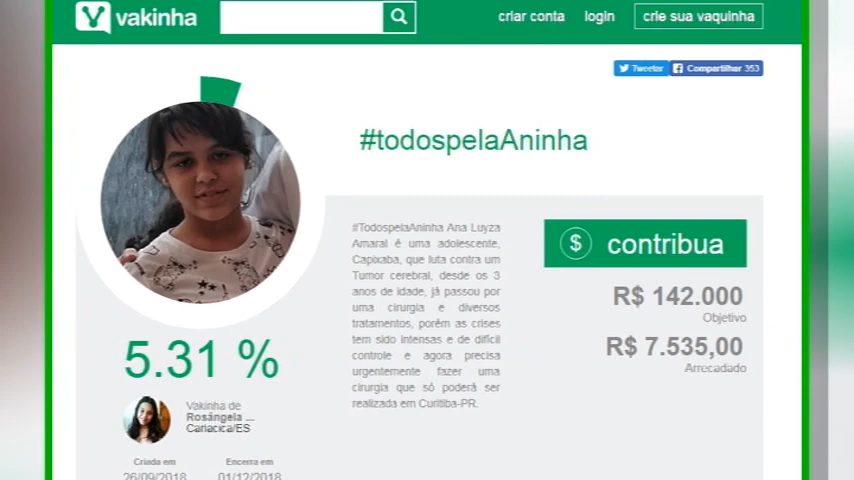 vakinha
criar conta
login
crie sua vaquinha
Tweetar
Compartilhar 353
#todospelaAninha
#TodospelaAninha Ana Luyza
Amaral é uma adolescente,
Capixaba, que luta contra um
Tumor cerebral, desde os 3
anos de idade, já passou por
uma cirurgia e diversos
tratamentos, porém as crises
tem sido intensas e de difícil
controle e agora precisa
urgentemente fazer uma
cirurgia que só poderá ser
realizada em Curitiba-PR.
$ contribua
R$ 142.000
Objetivo
R$ 7.535,00
Arrecadado
5.31 %
Vakinha de
Rosângela ...
Cariacica/ES
Criada em
Encerra em
26/09/2018
01/12/2018